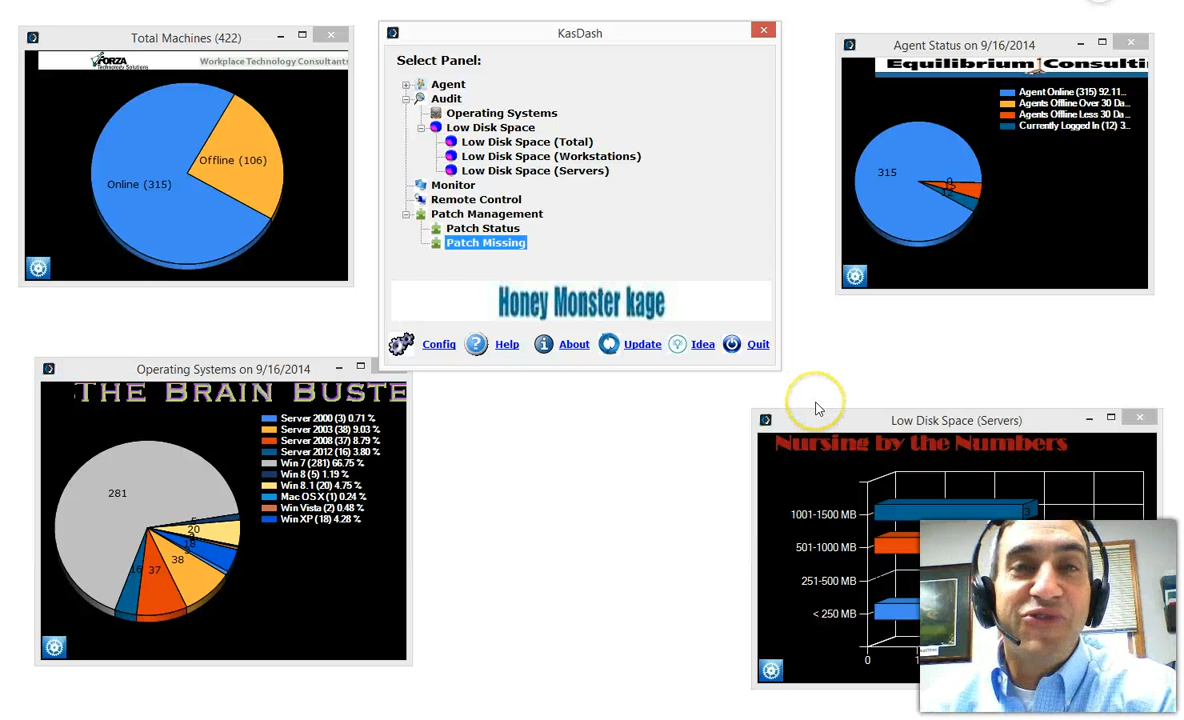 Total Machines (422)
FORZA
Technology Solutions
Workplace Technology Consultants
Offline (106)
Online (315)
KasDash
Select Panel:
Agent
Audit
Operating Systems
Low Disk Space
Low Disk Space (Total)
Low Disk Space (Workstations)
Low Disk Space (Servers)
Monitor
Remote Control
Patch Management
Patch Status
Patch Missing
Honey Monster kage
Config
Help
About
Update
Idea
Quit
Agent Status on 9/16/2014
Equilibrium Consulti
Agent Online (315) 92.11...
Agents Offline Over 30 Da...
Agents Offline Less 30 Da...
Currently Logged In (12) 3...
315
Operating Systems on 9/16/2014
THE BRAIN BUSTE
Server 2000 (3) 0.71 %
Server 2003 (38) 9.03 %
Server 2008 (37) 8.79 %
Server 2012 (16) 3.80 %
Win 7 (281) 66.75 %
Win 8 (5) 1.19 %
Win 8.1 (20) 4.75 %
Mac OS X (1) 0.24 %
Win Vista (2) 0.48 %
Win XP (18) 4.28 %
281
5
20
38
37
16
Low Disk Space (Servers)
Nursing by the Numbers
1001-1500 MB
3
501-1000 MB
251-500 MB
< 250 MB
0
1